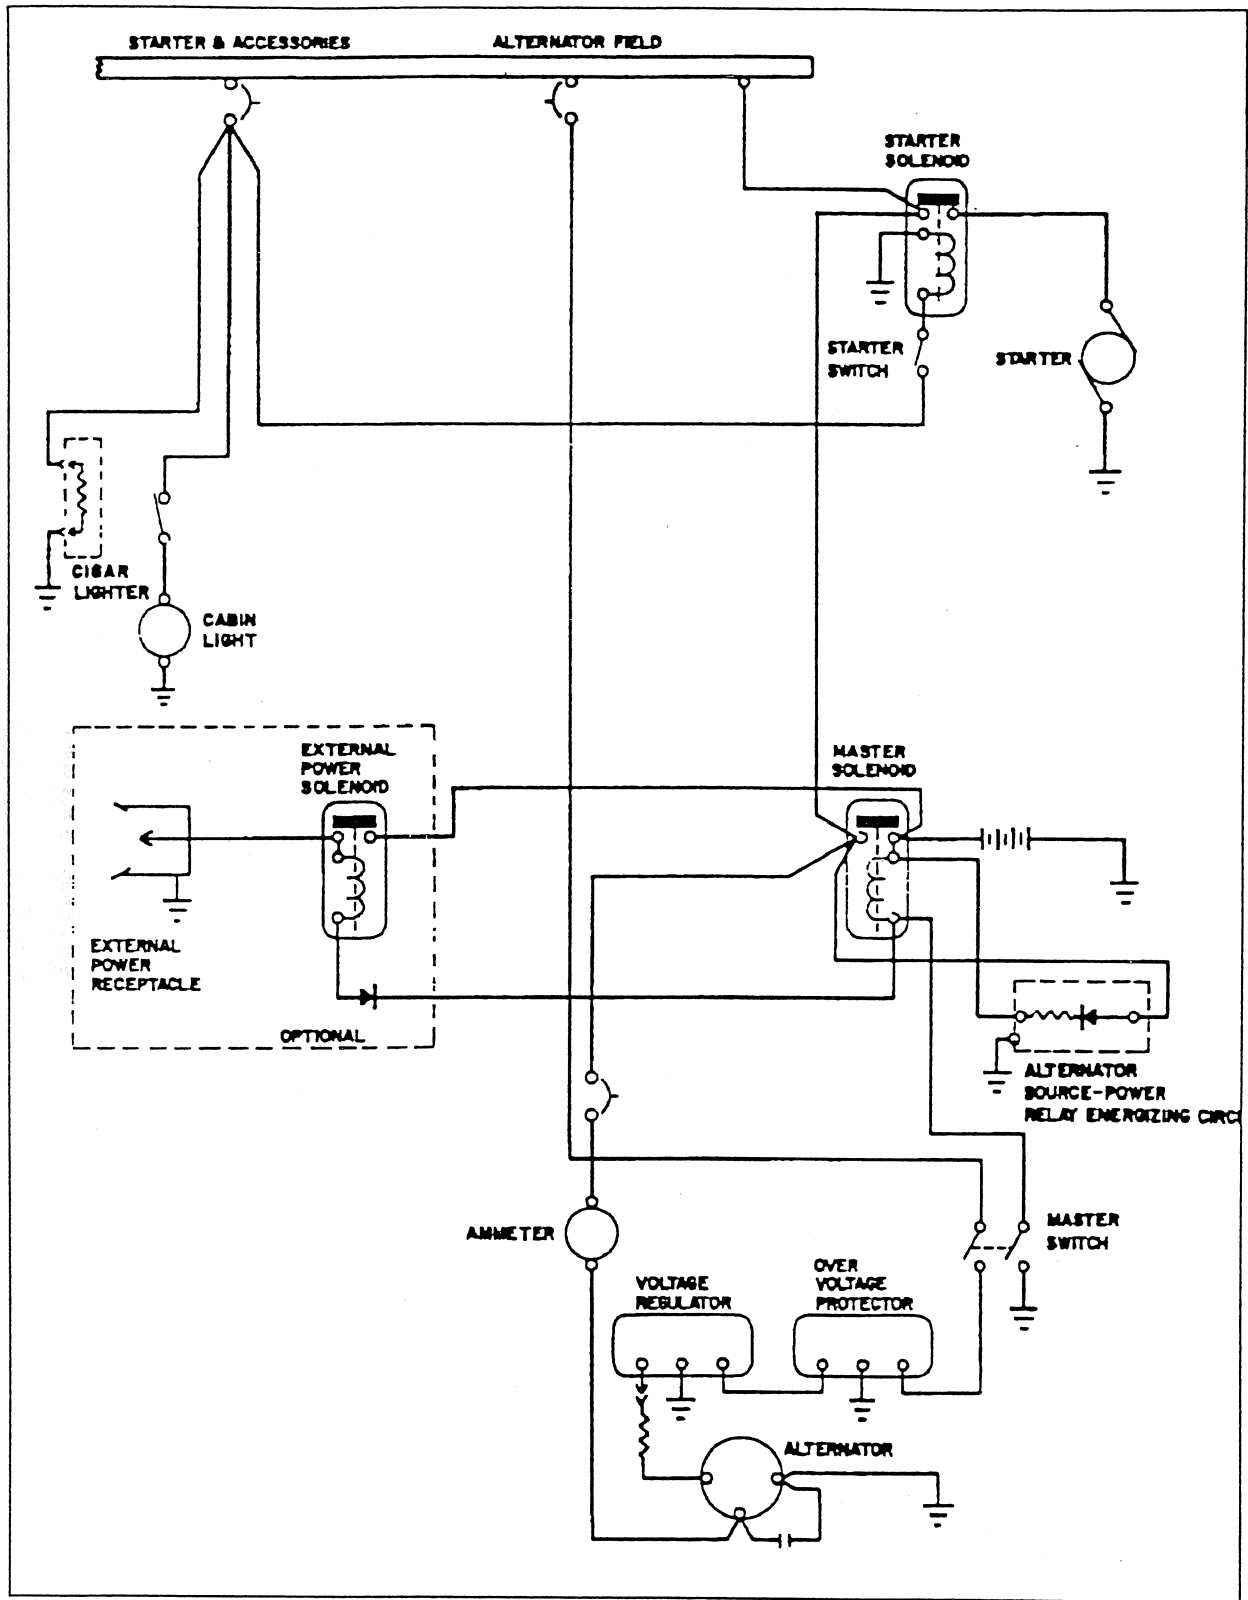 STARTER & ACCESSORIES
ALTERNATOR FIELD
STARTER
SOLENOID
STARTER
SWITCH
STARTER
CIGAR
LIGHTER
CABIN
LIGHT
EXTERNAL
POWER
SOLENOID
MASTER
SOLENOID
EXTERNAL
POWER
RECEPTACLE
OPTIONAL
ALTERNATOR
SOURCE-POWER
RELAY ENERGIZING CIRC
AMMETER
MASTER
SWITCH
VOLTAGE
REGULATOR
OVER
VOLTAGE
PROTECTOR
ALTERNATOR